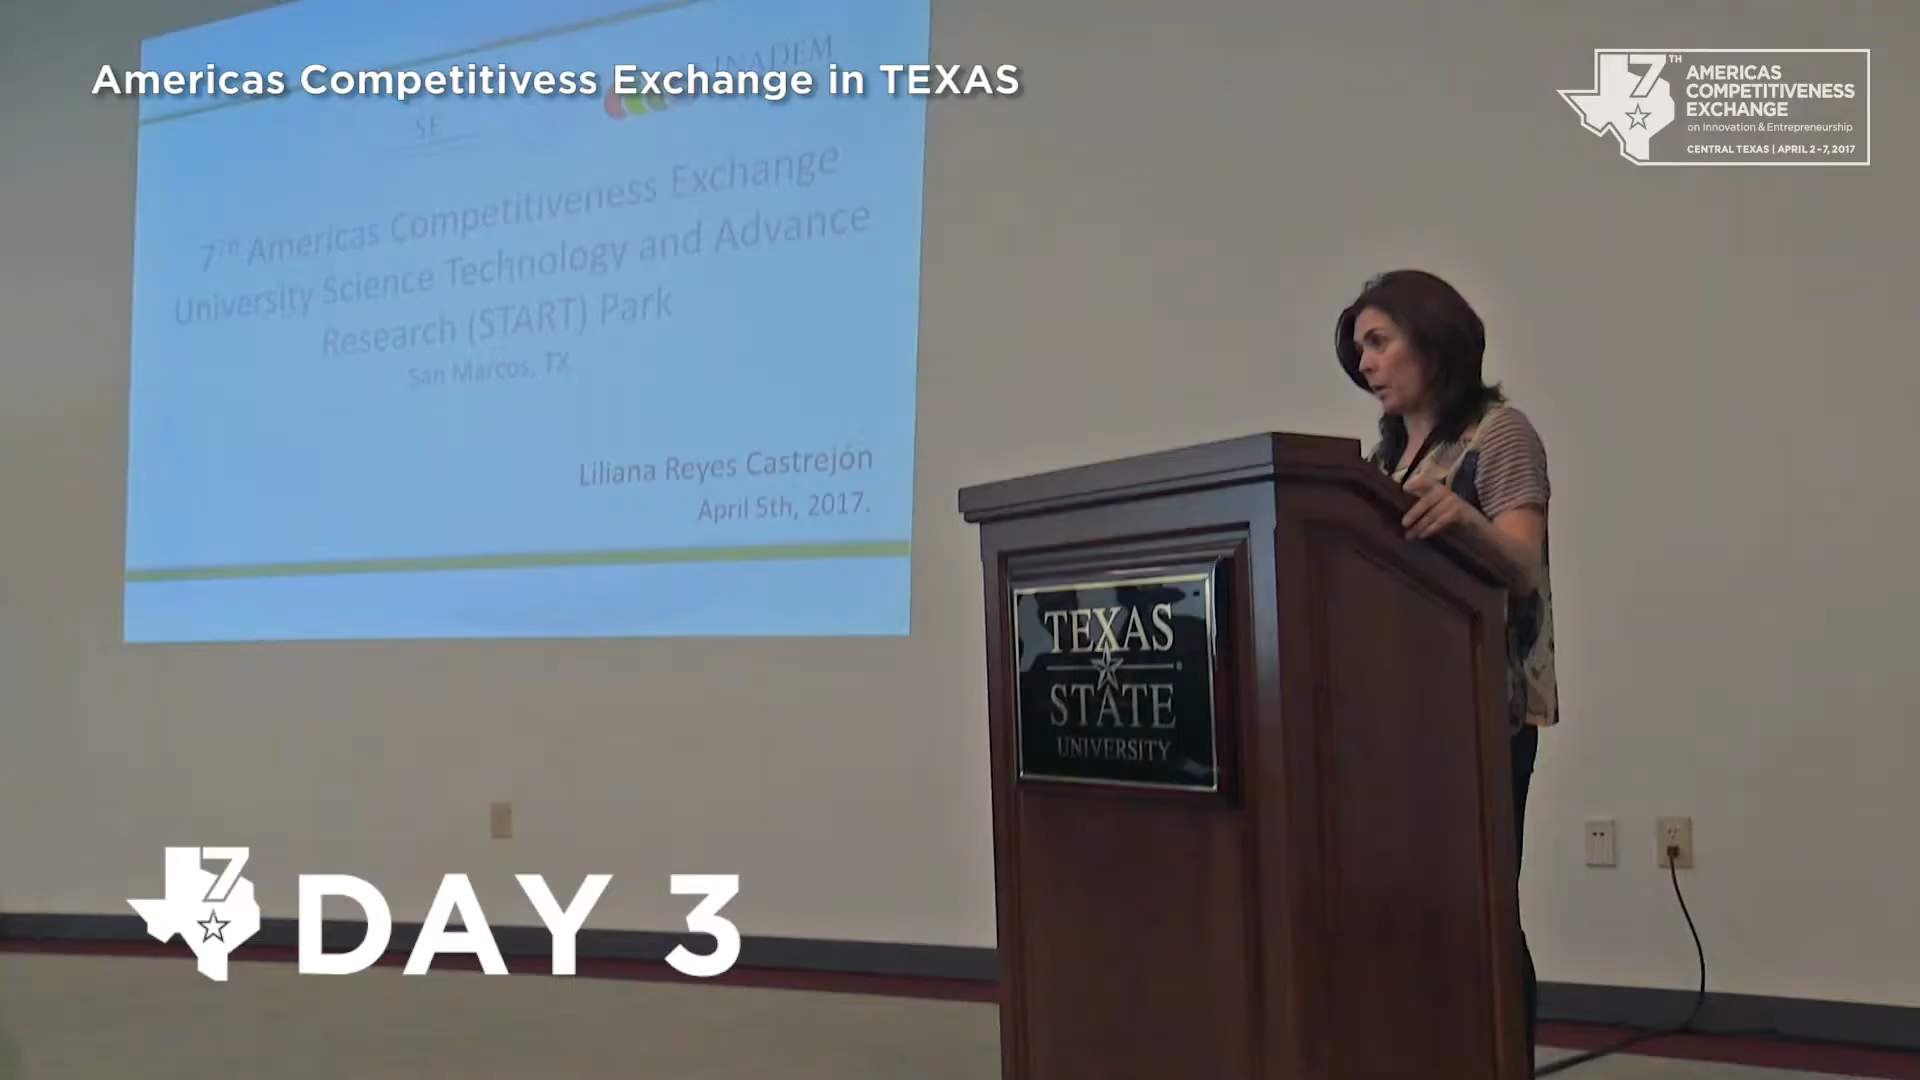 Americas Competitivess Exchange in TEXAS
7TH AMERICAS
COMPETITIVENESS
EXCHANGE
on Innovation & Entrepreneurship
CENTRAL TEXAS | APRIL 2-7, 2017
INADEM
SE
7TH Americas Competitiveness Exchange
University Science Technology and Advance
Research (START) Park
San Marcos, TX
Liliana Reyes Castrejón
April 5th, 2017.
TEXAS
STATE
UNIVERSITY
7 DAY 3